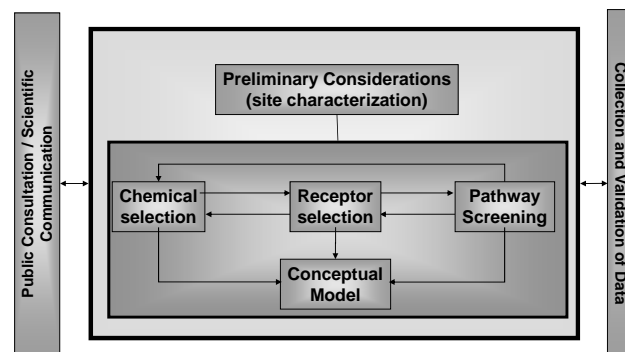 Public Consultation / Scientific
Communication
Preliminary Considerations
(site characterization)
Chemical
selection
Receptor
selection
Pathway
Screening
Conceptual
Model
Collection and Validation of Data